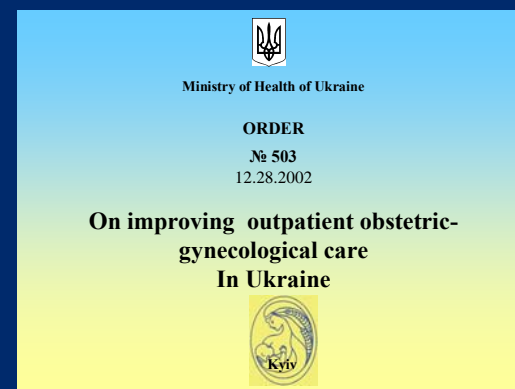 Ministry of Health of Ukraine
ORDER
№ 503
12.28.2002
On improving outpatient obstetric-
gynecological care
In Ukraine
Kyiv